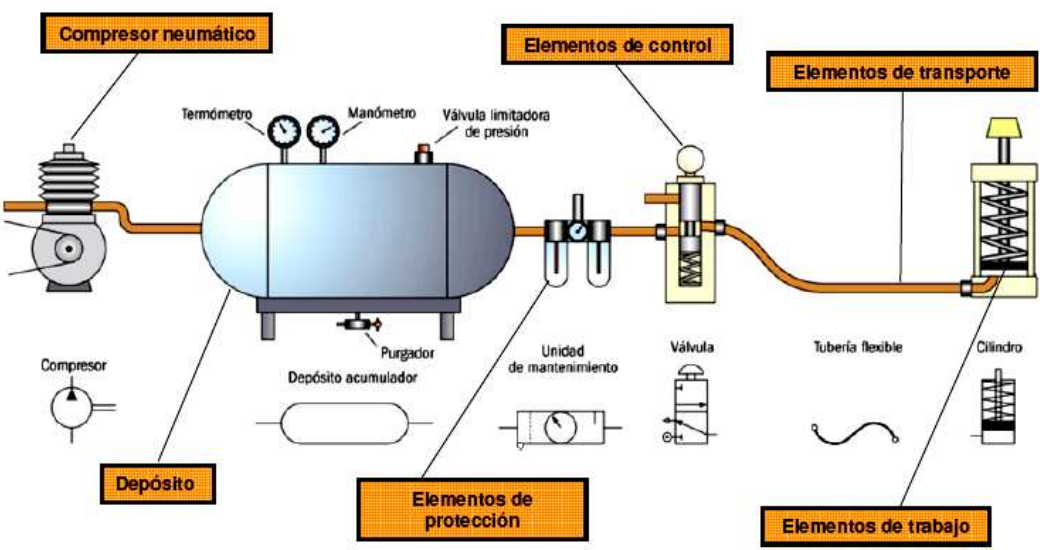 Compresor neumático
Elementos de control
Elementos de transporte
Termómetro
Manómetro
Válvula limitadora
de presión
Purgador
Compresor
Depósito acumulador
Unidad
de mantenimiento
Válvula
Tubería flexible
Cilindro
Depósito
Elementos de
protección
Elementos de trabajo